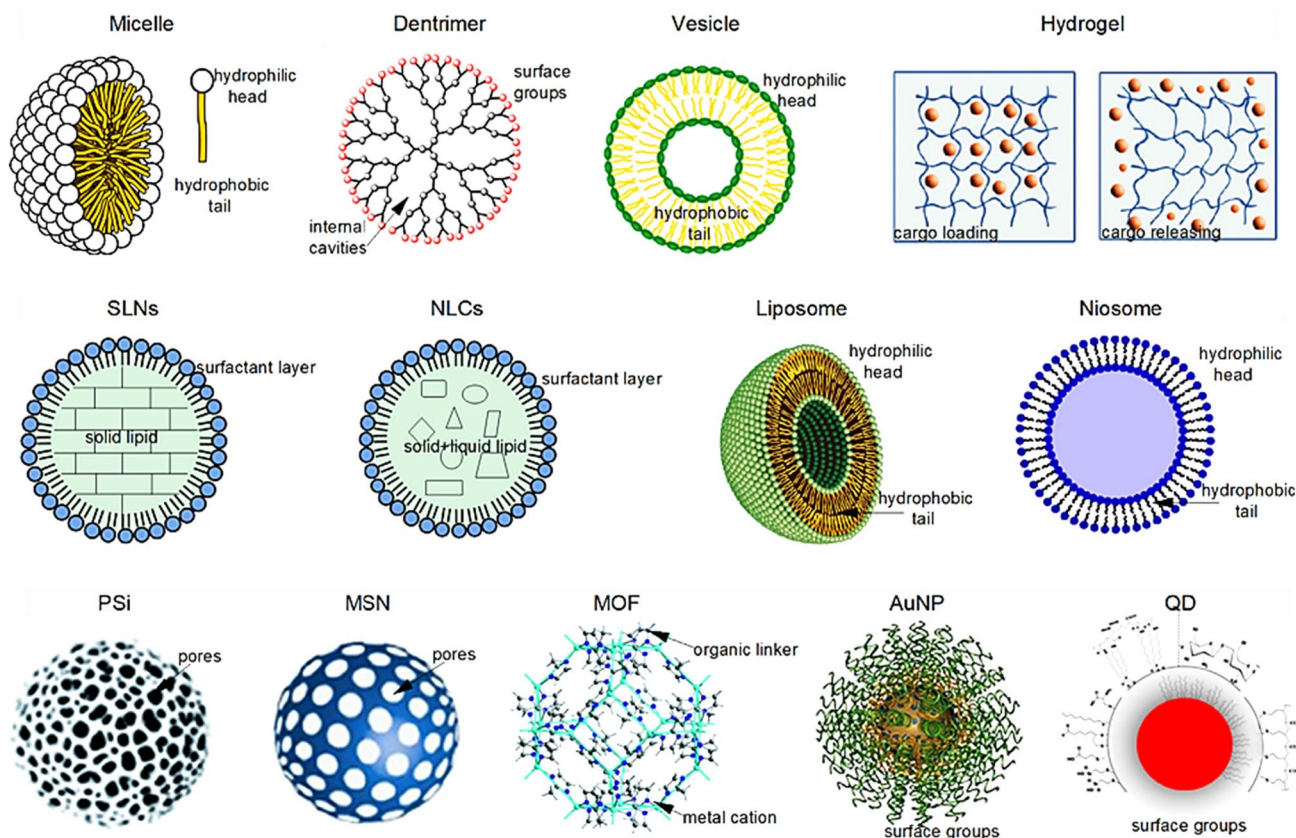 Micelle
hydrophilic
head
hydrophobic
tail
Dentrimer
surface
groups
internal
cavities
Vesicle
hydrophilic
head
hydrophobic
tail
Hydrogel
cargo loading
cargo releasing
SLNs
surfactant layer
solid lipid
NLCs
surfactant layer
solid+liquid lipid
Liposome
hydrophilic
head
hydrophobic
tail
Niosome
hydrophilic
head
hydrophobic
tail
PSi
pores
MSN
pores
MOF
organic linker
metal cation
AuNP
surface groups
QD
surface groups